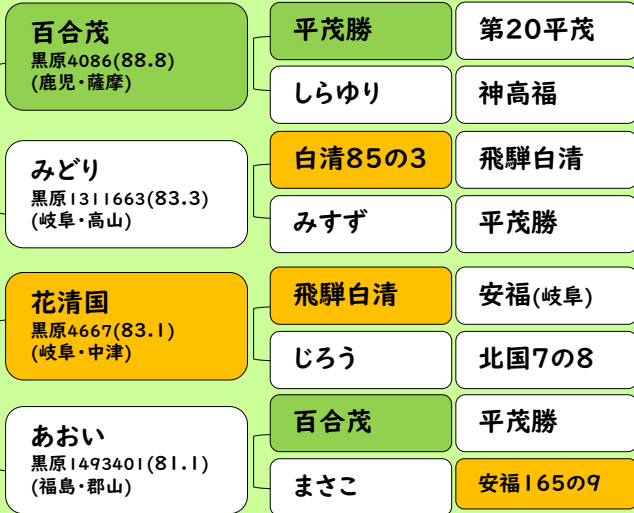 百合茂
黒原4086(88.8)
(鹿児・薩摩)
平茂勝
第20平茂
しらゆり
神高福
みどり
黒原1311663(83.3)
(岐阜・高山)
白清85の3
飛騨白清
みすず
平茂勝
花清国
黒原4667(83.1)
(岐阜・中津)
飛騨白清
安福(岐阜)
じろう
北国7の8
あおい
黒原1493401(81.1)
(福島・郡山)
百合茂
平茂勝
まさこ
安福165の9